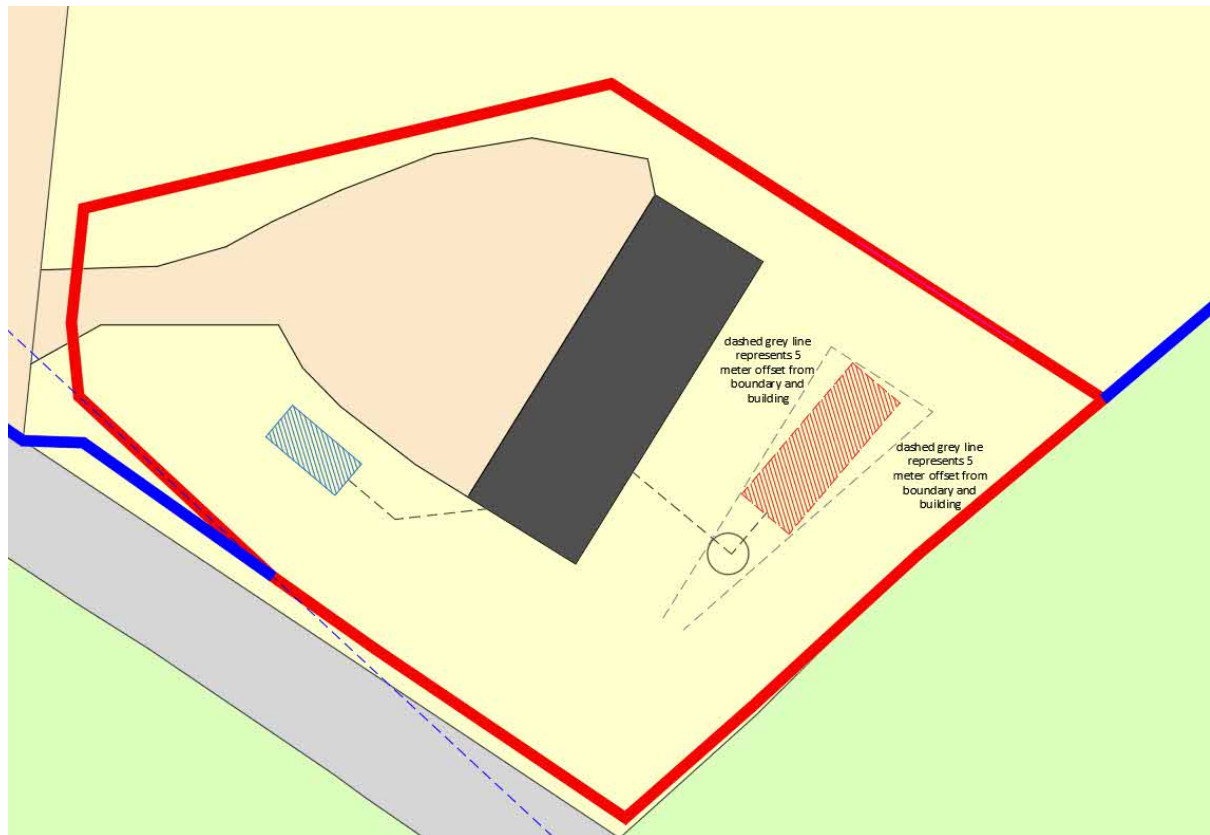 dashed grey line
represents 5
meter offset from
boundary and
building
dashed grey line
represents 5
meter offset from
boundary and
building